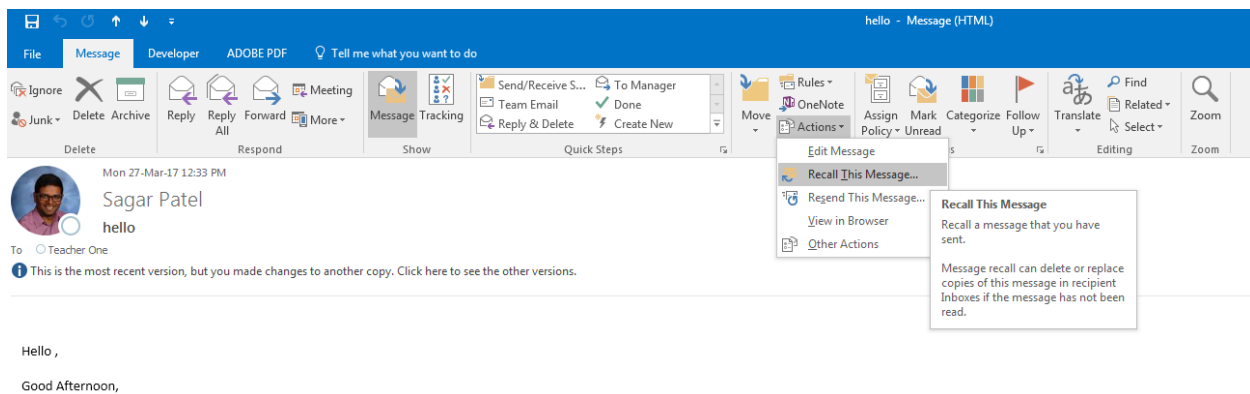 hello - Message (HTML)
File Message Developer ADOBE PDF Tell me what you want to do
Ignore
Junk
Delete Archive
Reply Reply All Forward
Meeting
More
Message Tracking
Send/Receive S... To Manager
Team Email Done
Reply & Delete Create New
Move
Rules
OneNote
Actions
Assign Policy Mark Unread Categorize Follow Up
Translate
Find
Related
Select
Zoom
Delete Respond Show Quick Steps s Editing Zoom
Edit Message
Recall This Message...
Resend This Message...
View in Browser
Other Actions
Recall This Message
Recall a message that you have
sent.
Message recall can delete or replace
copies of this message in recipient
Inboxes if the message has not been
read.
Mon 27-Mar-17 12:33 PM
Sagar Patel
hello
To Teacher One
This is the most recent version, but you made changes to another copy. Click here to see the other versions.
Hello ,
Good Afternoon,